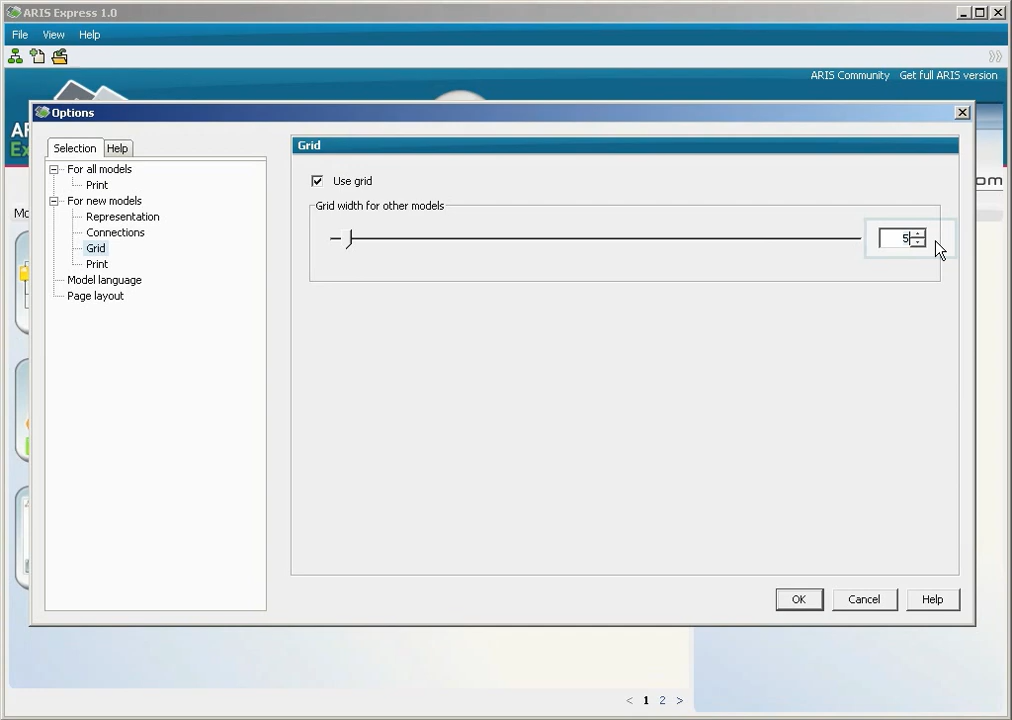 ARIS Express 1.0
File View Help
ARIS Community Get full ARIS version
Options
Selection Help
For all models
Print
For new models
Representation
Connections
Grid
Print
Model language
Page layout
Grid
Use grid
Grid width for other models
5
OK Cancel Help
< 1 2 >